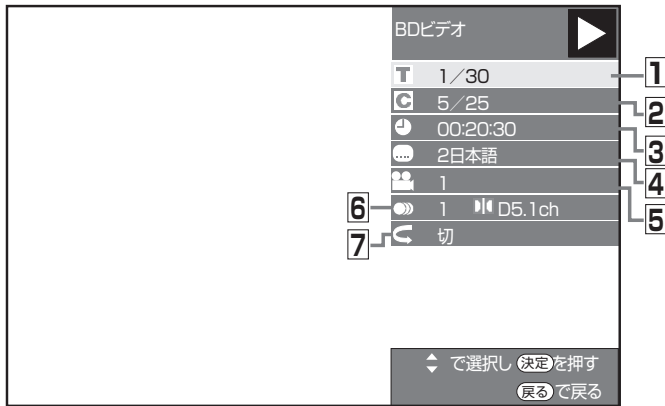 BDビデオ
T 1／30
1
C 5／25
2
00:20:30
3
2日本語
4
1
5
6
1 D5.1ch
7
切
で選択し 決定を押す
戻るで戻る